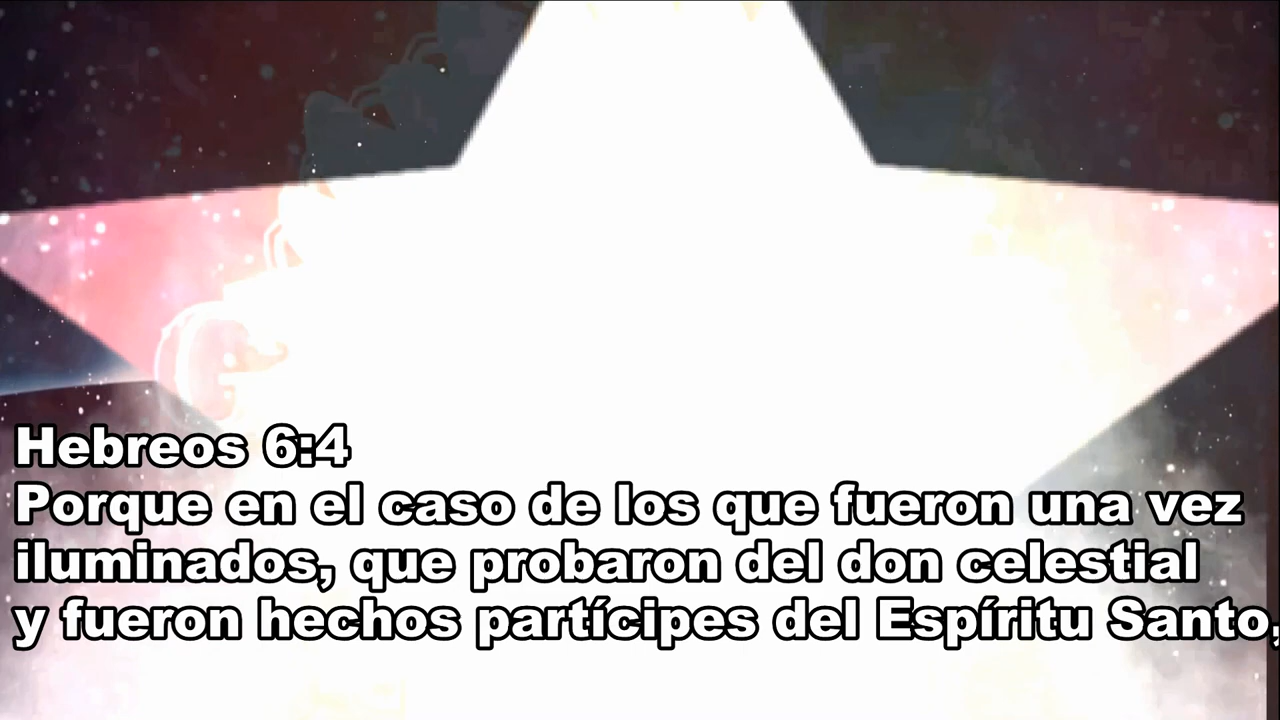 Hebreos 6:4
Porque en el caso de los que fueron una vez
iluminados, que probaron del don celestial
y fueron hechos partícipes del Espíritu Santo,